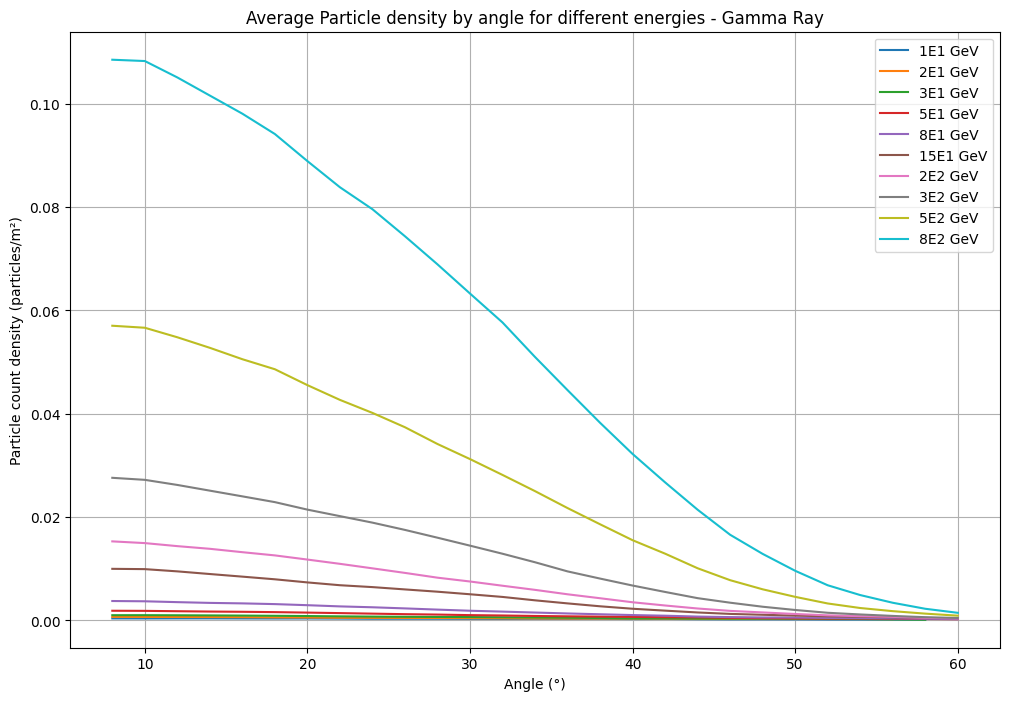 Average Particle density by angle for different energies - Gamma Ray
1E1 GeV
2E1 GeV
3E1 GeV
5E1 GeV
8E1 GeV
15E1 GeV
2E2 GeV
3E2 GeV
5E2 GeV
8E2 GeV
Particle count density (particles/m²)
0.10
0.08
0.06
0.04
0.02
0.00
10
20
30
40
50
60
Angle (°)